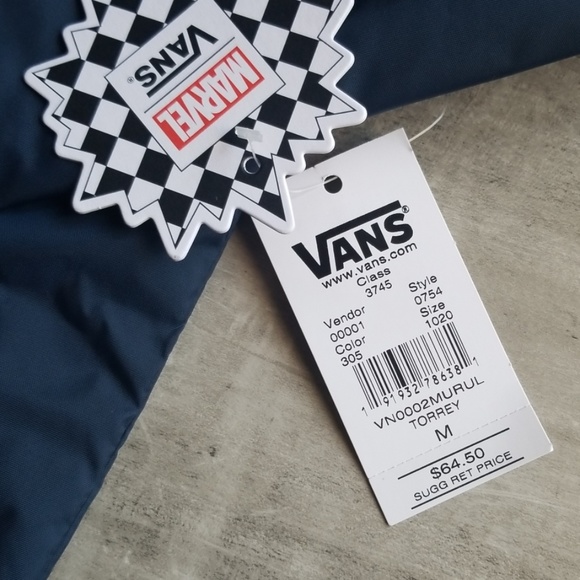 VANS®
MARVEL
VANS®
www.vans.com
Class
3745
Vendor Style
00001 0754
Color Size
305 1020
1 91932 78638 1
VN0002MURUL
TORREY
M
$64.50
SUGG RET PRICE